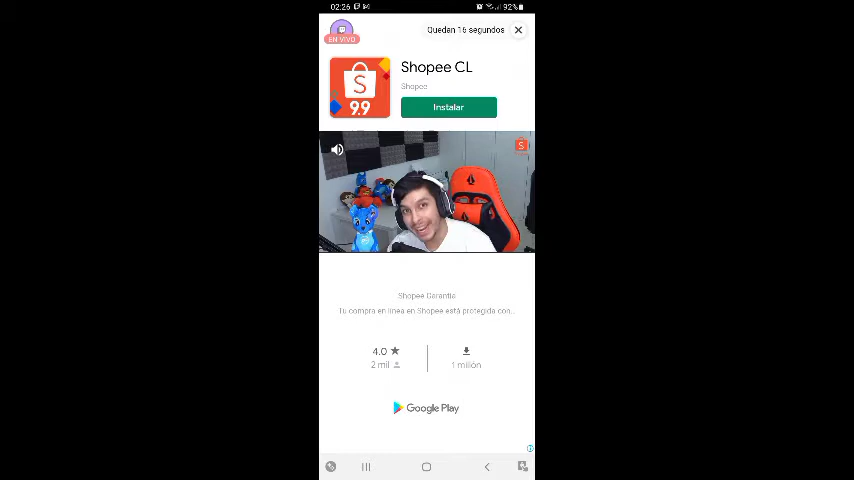 02:26
92%
Quedan 16 segundos
EN VIVO
Shopee CL
Shopee
Instalar
S
9.9
S
Shopee Garantía
Tu compra en línea en Shopee está protegida con...
4.0 ★
2 mil
1 millón
Google Play